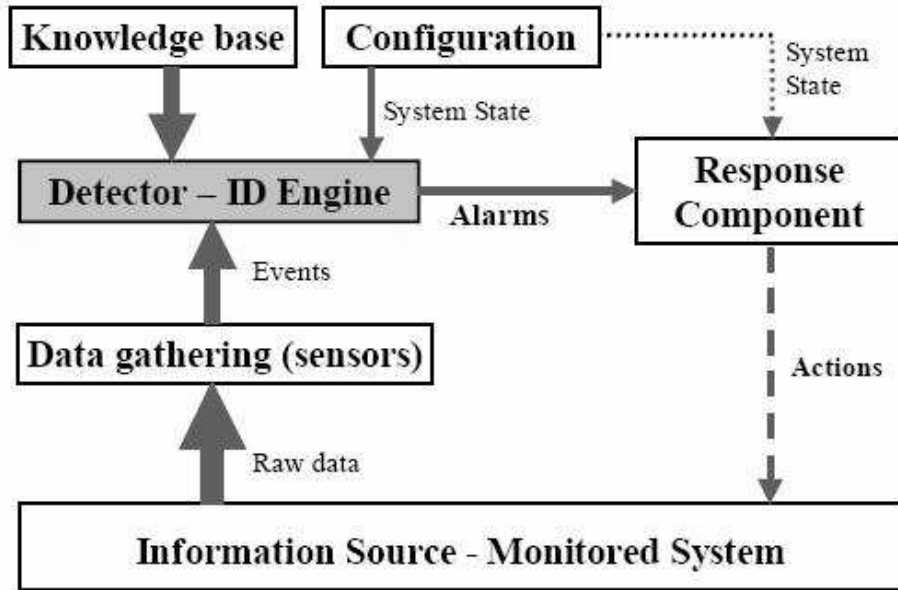 Knowledge base
Configuration
System
State
System State
Detector – ID Engine
Alarms
Response
Component
Events
Data gathering (sensors)
Actions
Raw data
Information Source - Monitored System